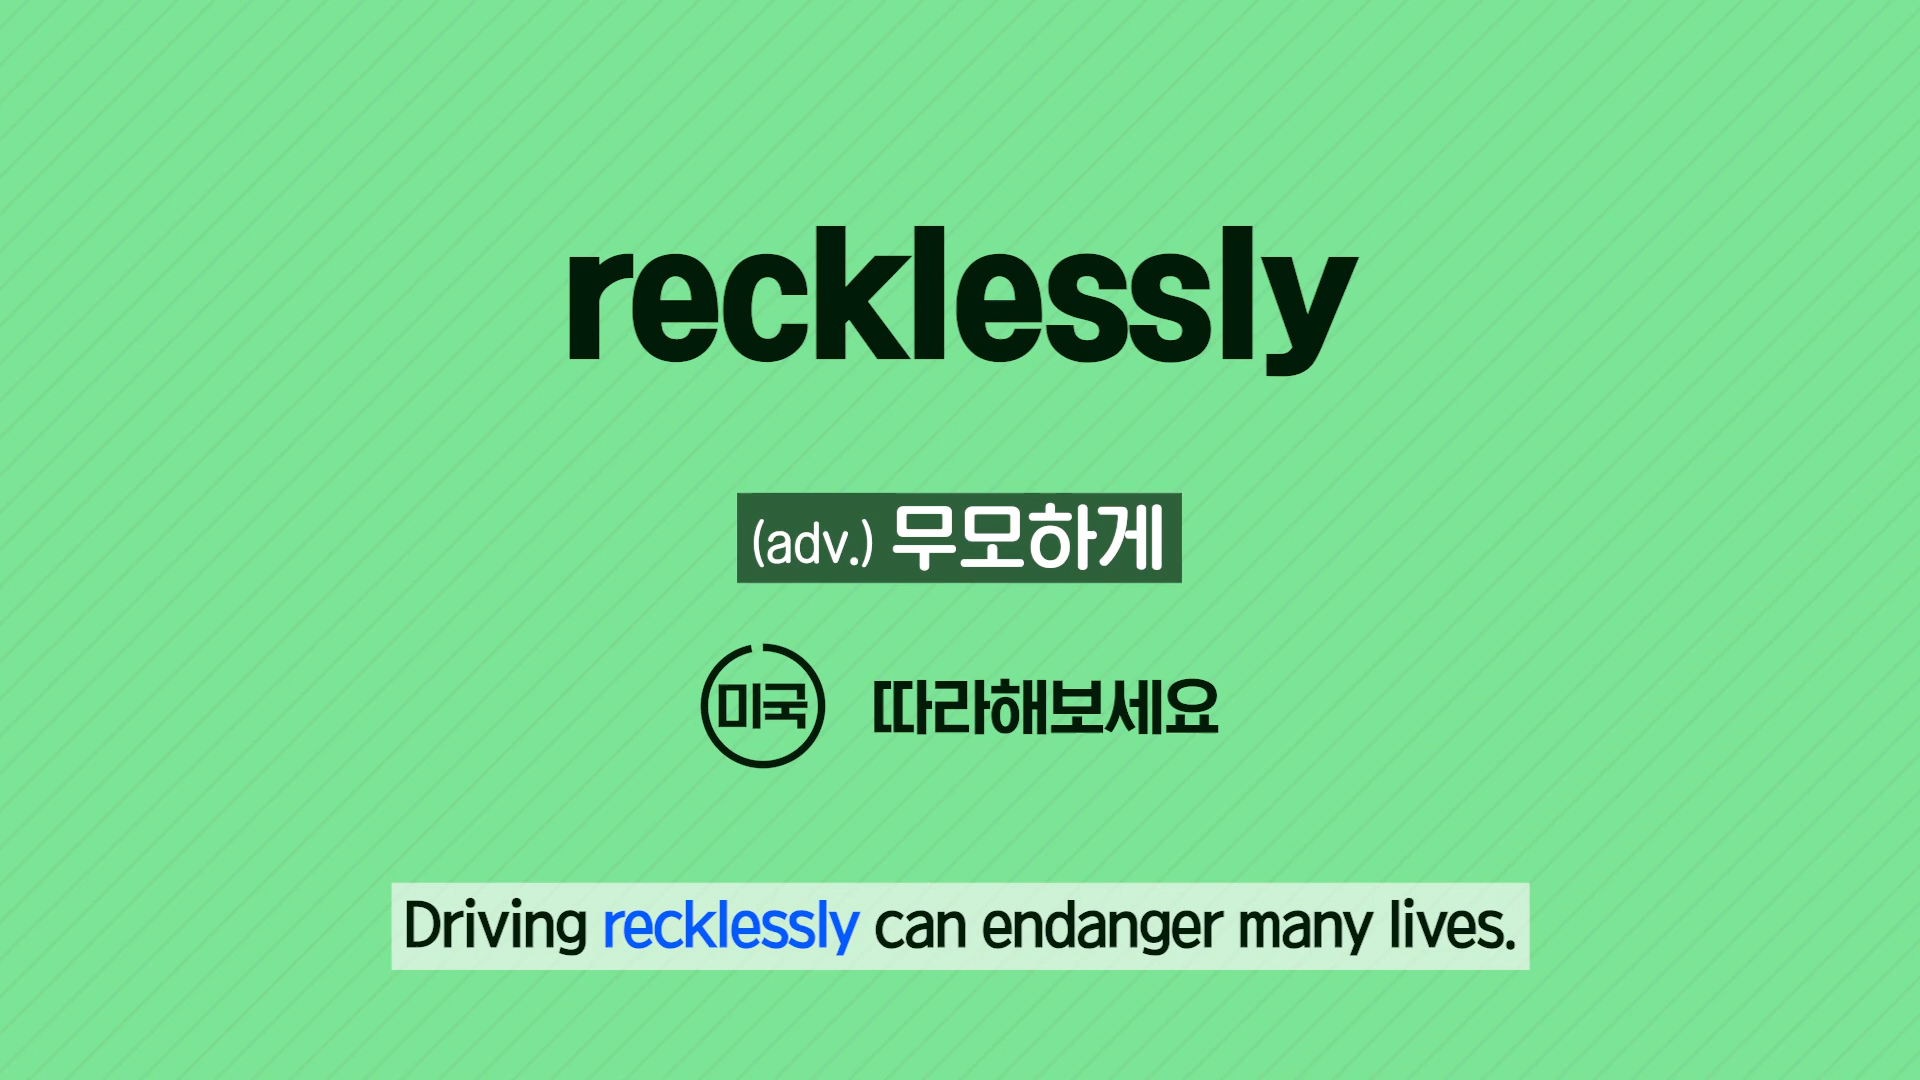 recklessly
(adv.) 무모하게
미국 따라해보세요
Driving recklessly can endanger many lives.